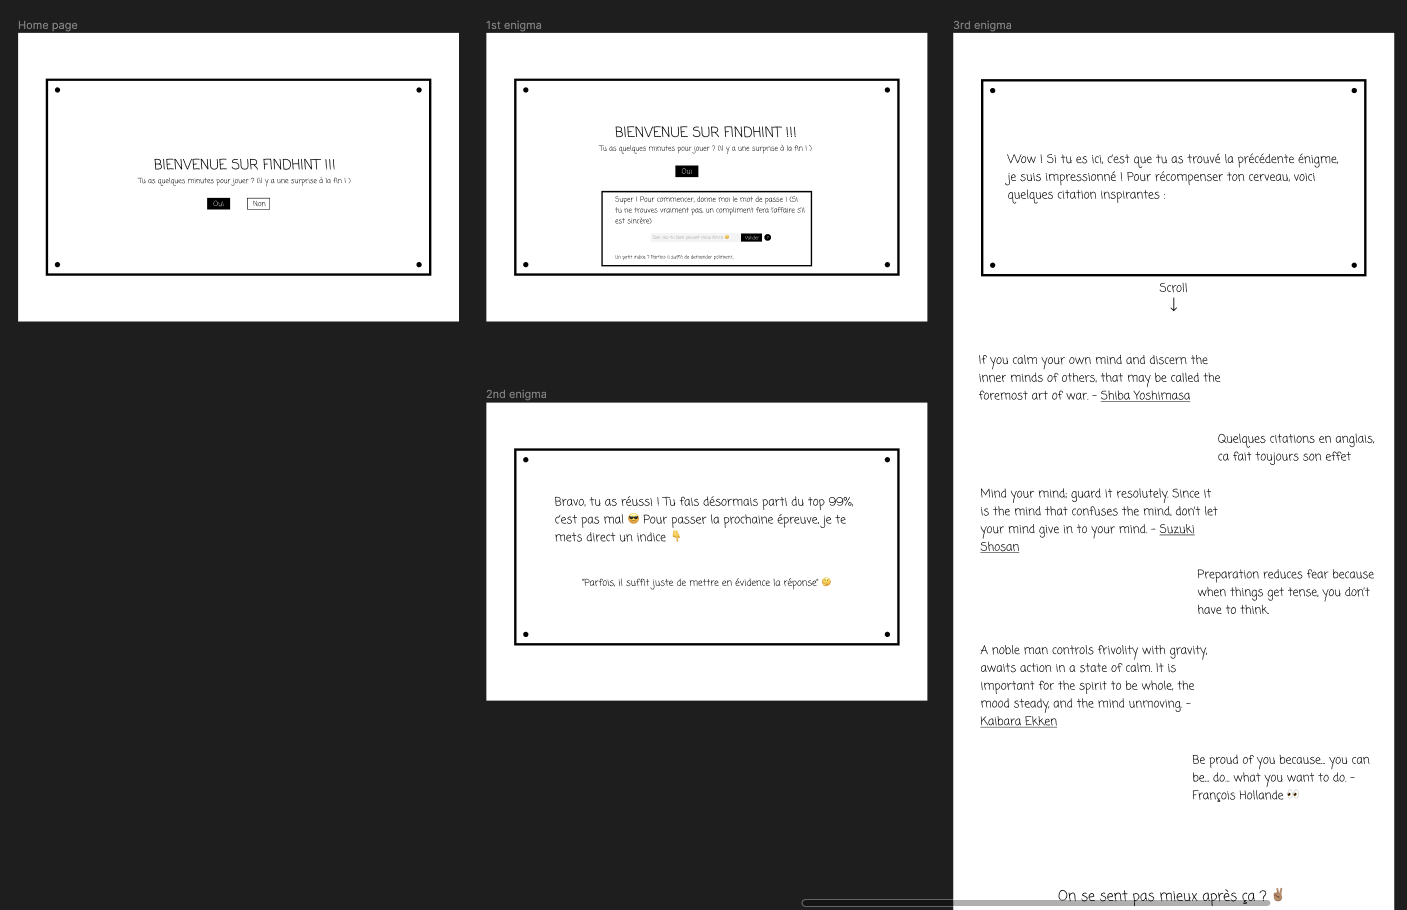 Home page
BIENVENUE SUR FINDHINT !!!
Tu as quelques minutes pour jouer ? (il y a une surprise à la fin ! )
Oui
Non
1st enigma
BIENVENUE SUR FINDHINT !!!
Tu as quelques minutes pour jouer ? (il y a une surprise à la fin ! )
Oui
Super ! Pour commencer, donne moi le mot de passe ! (Si
tu ne trouves vraiment pas, un compliment fera l'affaire s'il
est sincère)
Valider
Un petit indice ? Parfois il suffit de demander poliment...
2nd enigma
Bravo, tu as réussi ! Tu fais désormais parti du top 99%,
c'est pas mal 😎 Pour passer la prochaine épreuve, je te
mets direct un indice 👇
"Parfois, il suffit juste de mettre en évidence la réponse" 🤔
3rd enigma
Wow ! Si tu es ici, c'est que tu as trouvé la précédente énigme,
je suis impressionné ! Pour récompenser ton cerveau, voici
quelques citation inspirantes :
Scroll
↓
If you calm your own mind and discern the
inner minds of others, that may be called the
foremost art of war. - Shiba Yoshimasa
Quelques citations en anglais,
ca fait toujours son effet
Mind your mind; guard it resolutely. Since it
is the mind that confuses the mind, don't let
your mind give in to your mind. - Suzuki
Shosan
Preparation reduces fear because
when things get tense, you don't
have to think.
A noble man controls frivolity with gravity,
awaits action in a state of calm. It is
important for the spirit to be whole, the
mood steady, and the mind unmoving. -
Kaibara Ekken
Be proud of you because... you can
be... do... what you want to do. -
François Hollande 👀
On se sent pas mieux après ça ? ✌🏽